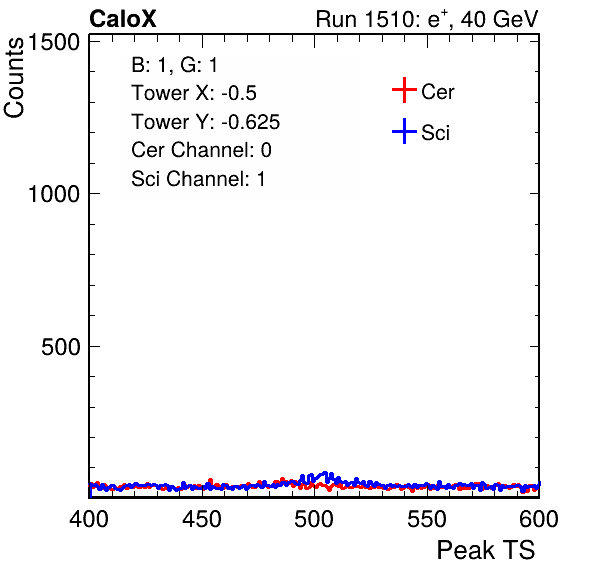 CaloX Run 1510: e⁺, 40 GeV
Counts
1500
1000
500
B: 1, G: 1
Tower X: -0.5
Tower Y: -0.625
Cer Channel: 0
Sci Channel: 1
Cer
Sci
400 450 500 550 600
Peak TS